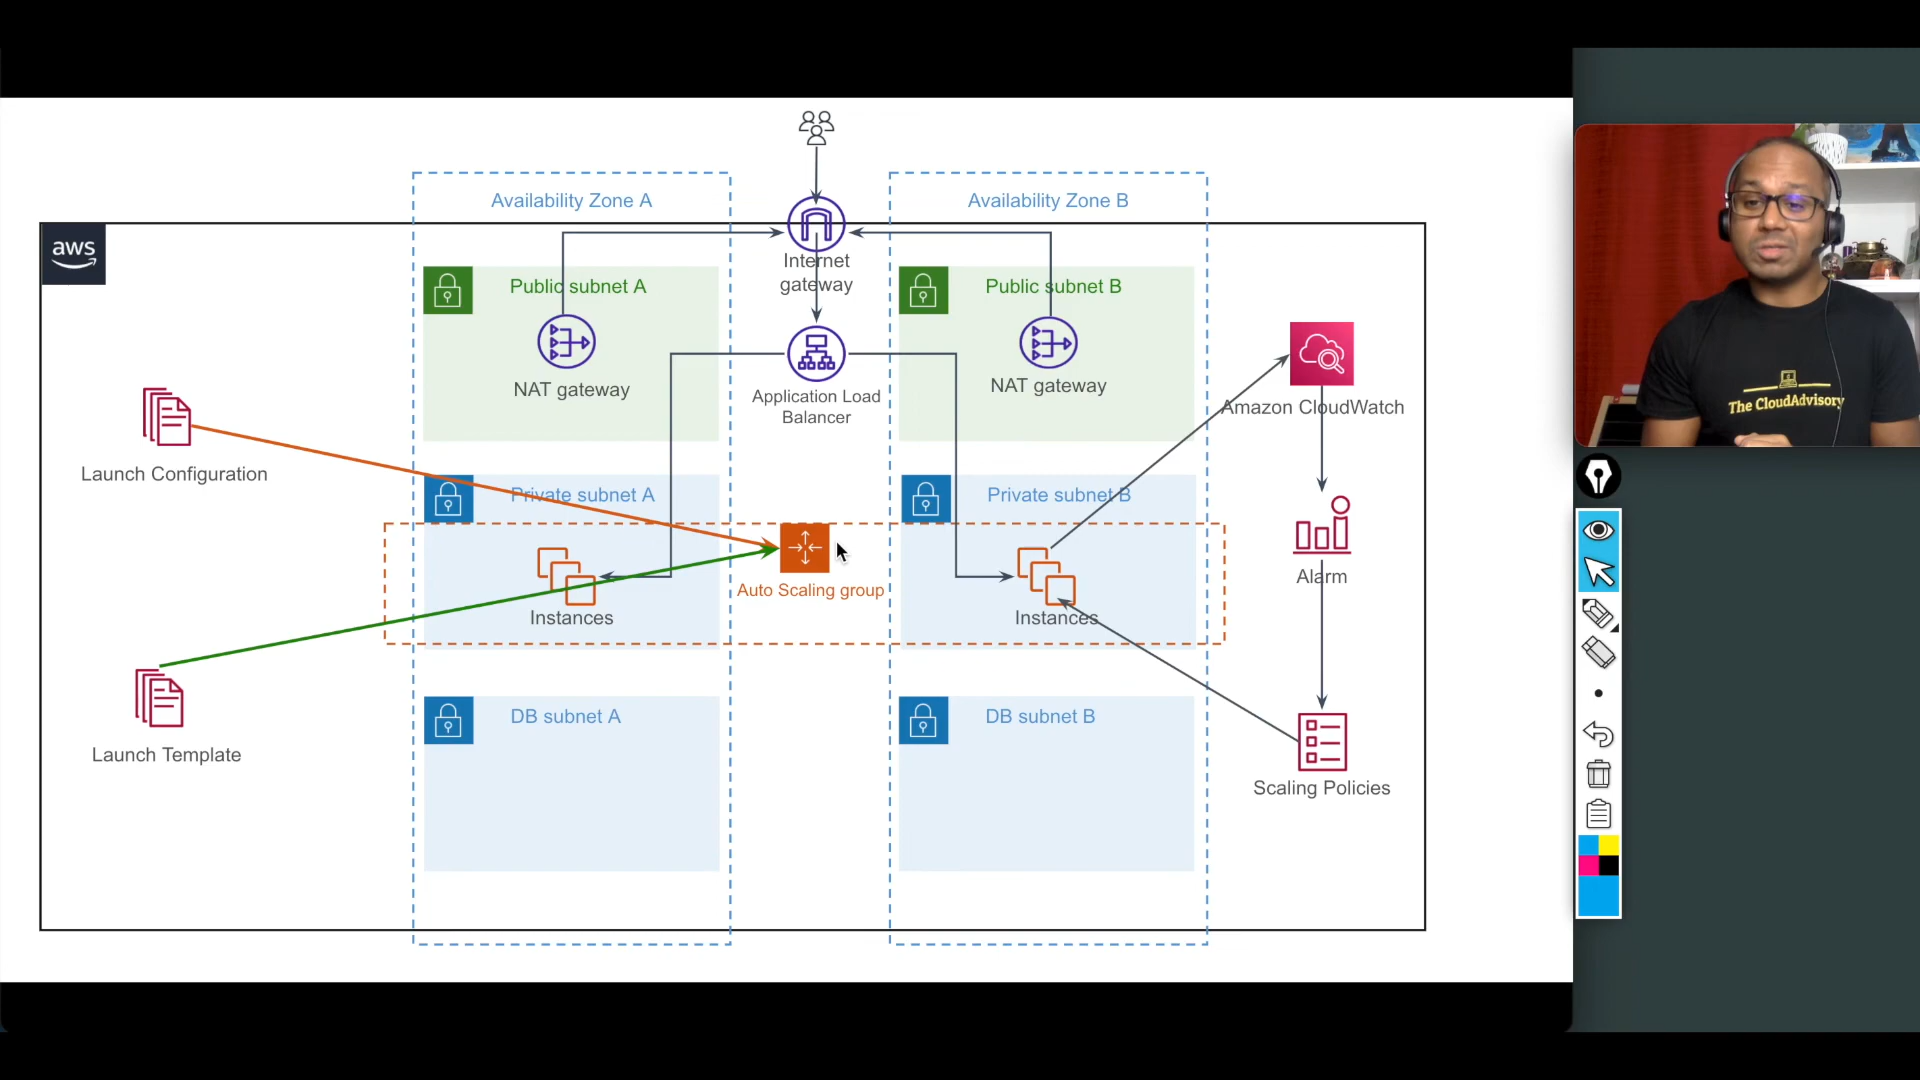 Availability Zone A
Availability Zone B
aws
Internet
gateway
Public subnet A
Public subnet B
NAT gateway
NAT gateway
Application Load
Balancer
Amazon CloudWatch
The CloudAdvisory
Launch Configuration
Private subnet A
Private subnet B
Auto Scaling group
Instances
Instances
Alarm
DB subnet A
DB subnet B
Launch Template
Scaling Policies